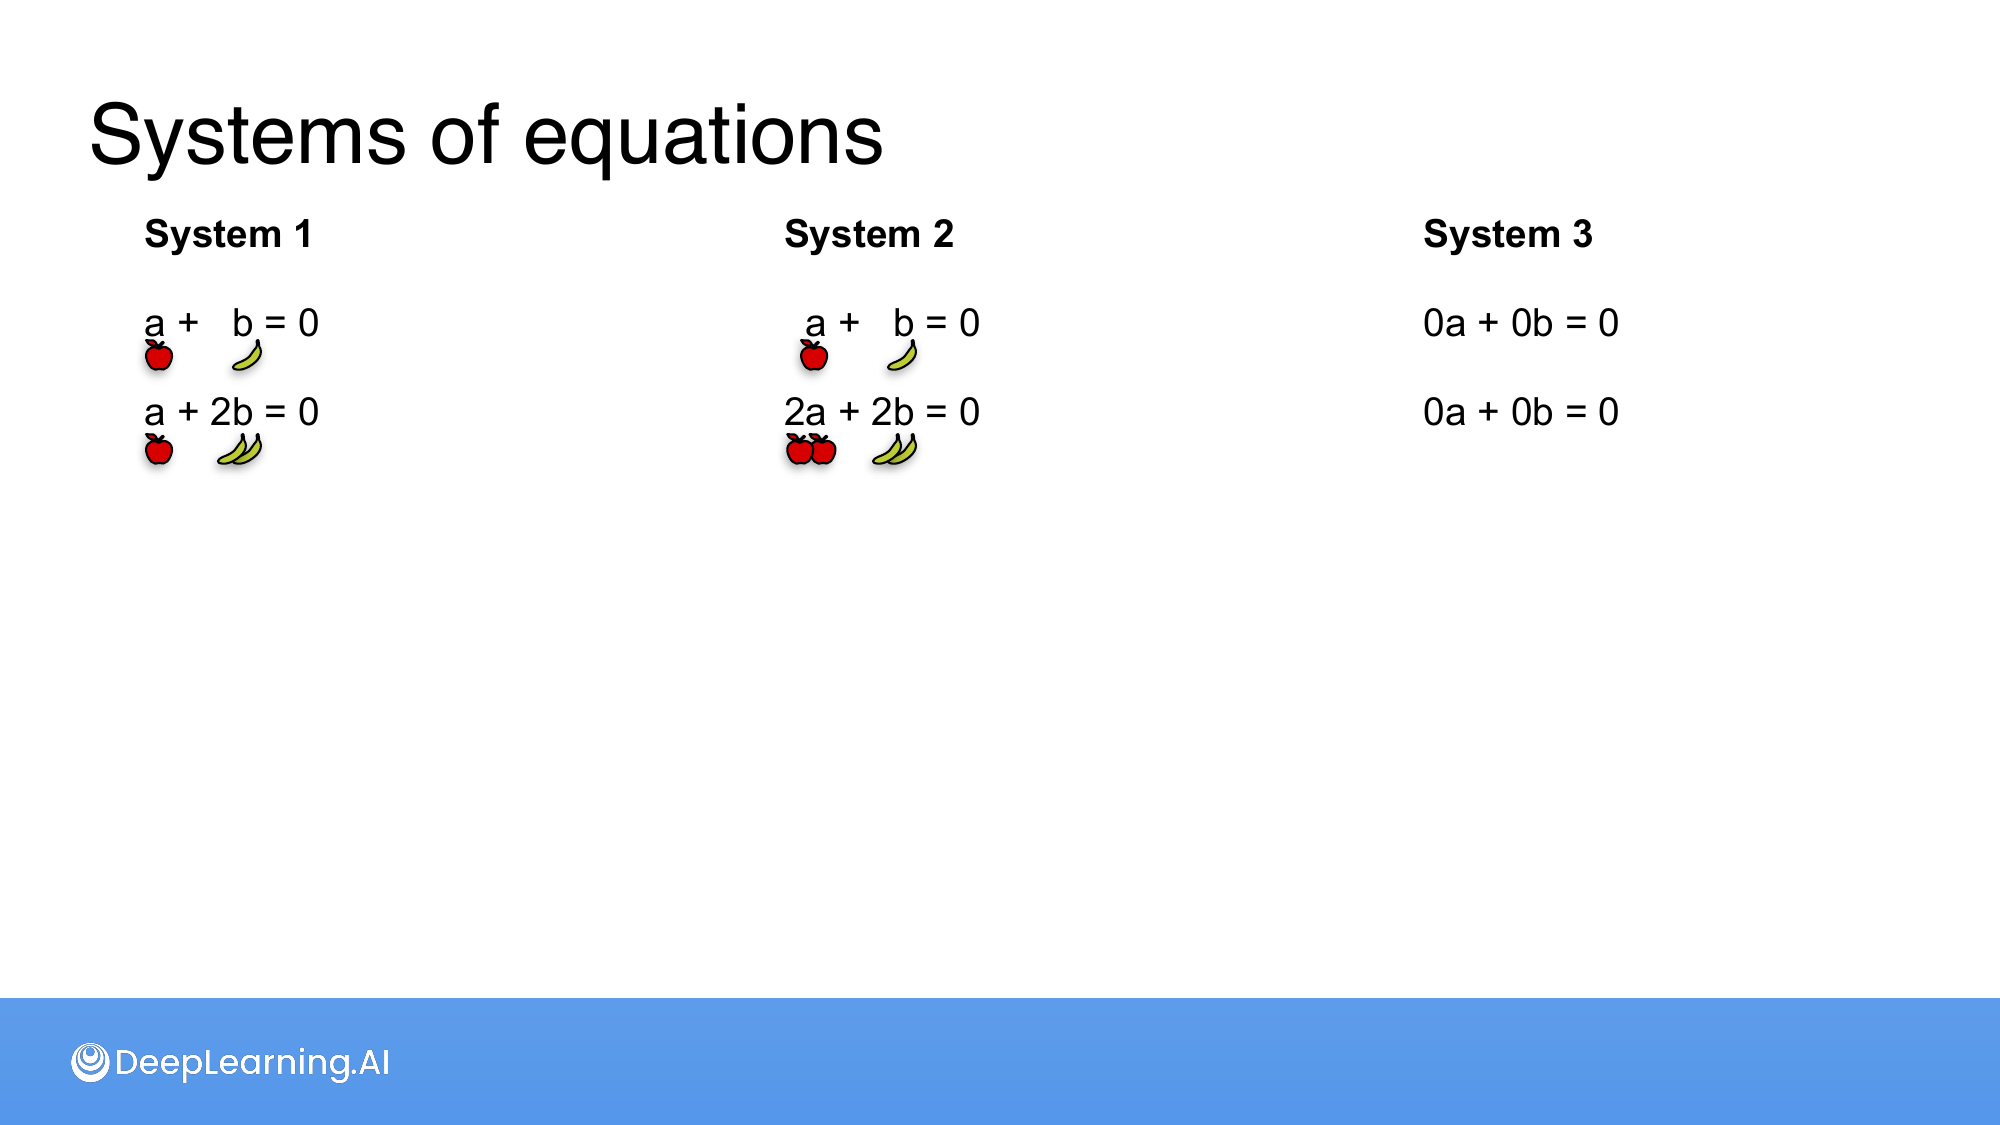 Systems of equations
System 1
a + b = 0
a + 2b = 0
System 2
a + b = 0
2a + 2b = 0
System 3
0a + 0b = 0
0a + 0b = 0
DeepLearning.AI